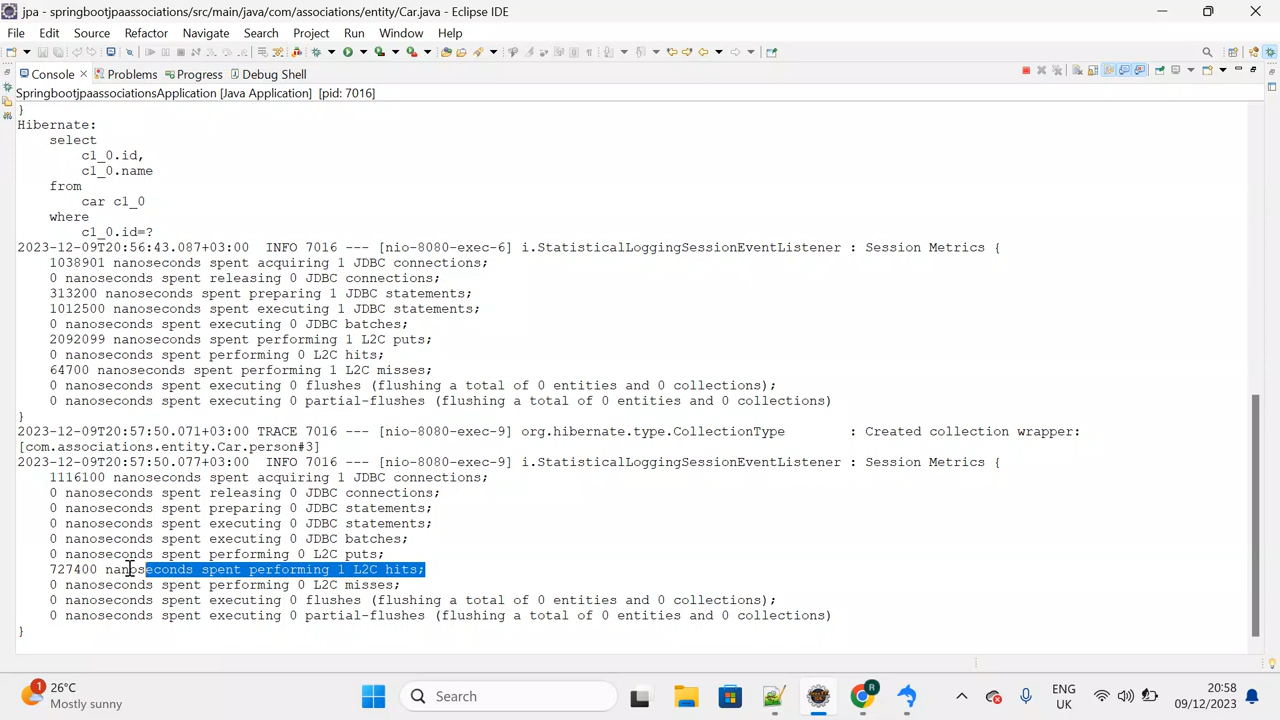 jpa - springbootjpaassociations/src/main/java/com/associations/entity/Car.java - Eclipse IDE
File Edit Source Refactor Navigate Search Project Run Window Help
Console Problems Progress Debug Shell
SpringbootjpaassociationsApplication [Java Application] [pid: 7016]
}
Hibernate:
select
c1_0.id,
c1_0.name
from
car c1_0
where
c1_0.id=?
2023-12-09T20:56:43.087+03:00 INFO 7016 --- [nio-8080-exec-6] i.StatisticalLoggingSessionEventListener : Session Metrics {
1038901 nanoseconds spent acquiring 1 JDBC connections;
0 nanoseconds spent releasing 0 JDBC connections;
313200 nanoseconds spent preparing 1 JDBC statements;
1012500 nanoseconds spent executing 1 JDBC statements;
0 nanoseconds spent executing 0 JDBC batches;
2092099 nanoseconds spent performing 1 L2C puts;
0 nanoseconds spent performing 0 L2C hits;
64700 nanoseconds spent performing 1 L2C misses;
0 nanoseconds spent executing 0 flushes (flushing a total of 0 entities and 0 collections);
0 nanoseconds spent executing 0 partial-flushes (flushing a total of 0 entities and 0 collections)
}
2023-12-09T20:57:50.071+03:00 TRACE 7016 --- [nio-8080-exec-9] org.hibernate.type.CollectionType : Created collection wrapper:
[com.associations.entity.Car.person#3]
2023-12-09T20:57:50.077+03:00 INFO 7016 --- [nio-8080-exec-9] i.StatisticalLoggingSessionEventListener : Session Metrics {
1116100 nanoseconds spent acquiring 1 JDBC connections;
0 nanoseconds spent releasing 0 JDBC connections;
0 nanoseconds spent preparing 0 JDBC statements;
0 nanoseconds spent executing 0 JDBC statements;
0 nanoseconds spent executing 0 JDBC batches;
0 nanoseconds spent performing 0 L2C puts;
727400 nanoseconds spent performing 1 L2C hits;
0 nanoseconds spent performing 0 L2C misses;
0 nanoseconds spent executing 0 flushes (flushing a total of 0 entities and 0 collections);
0 nanoseconds spent executing 0 partial-flushes (flushing a total of 0 entities and 0 collections)
}
1
26°C
Mostly sunny
Search
R
ENG
UK
20:58
09/12/2023